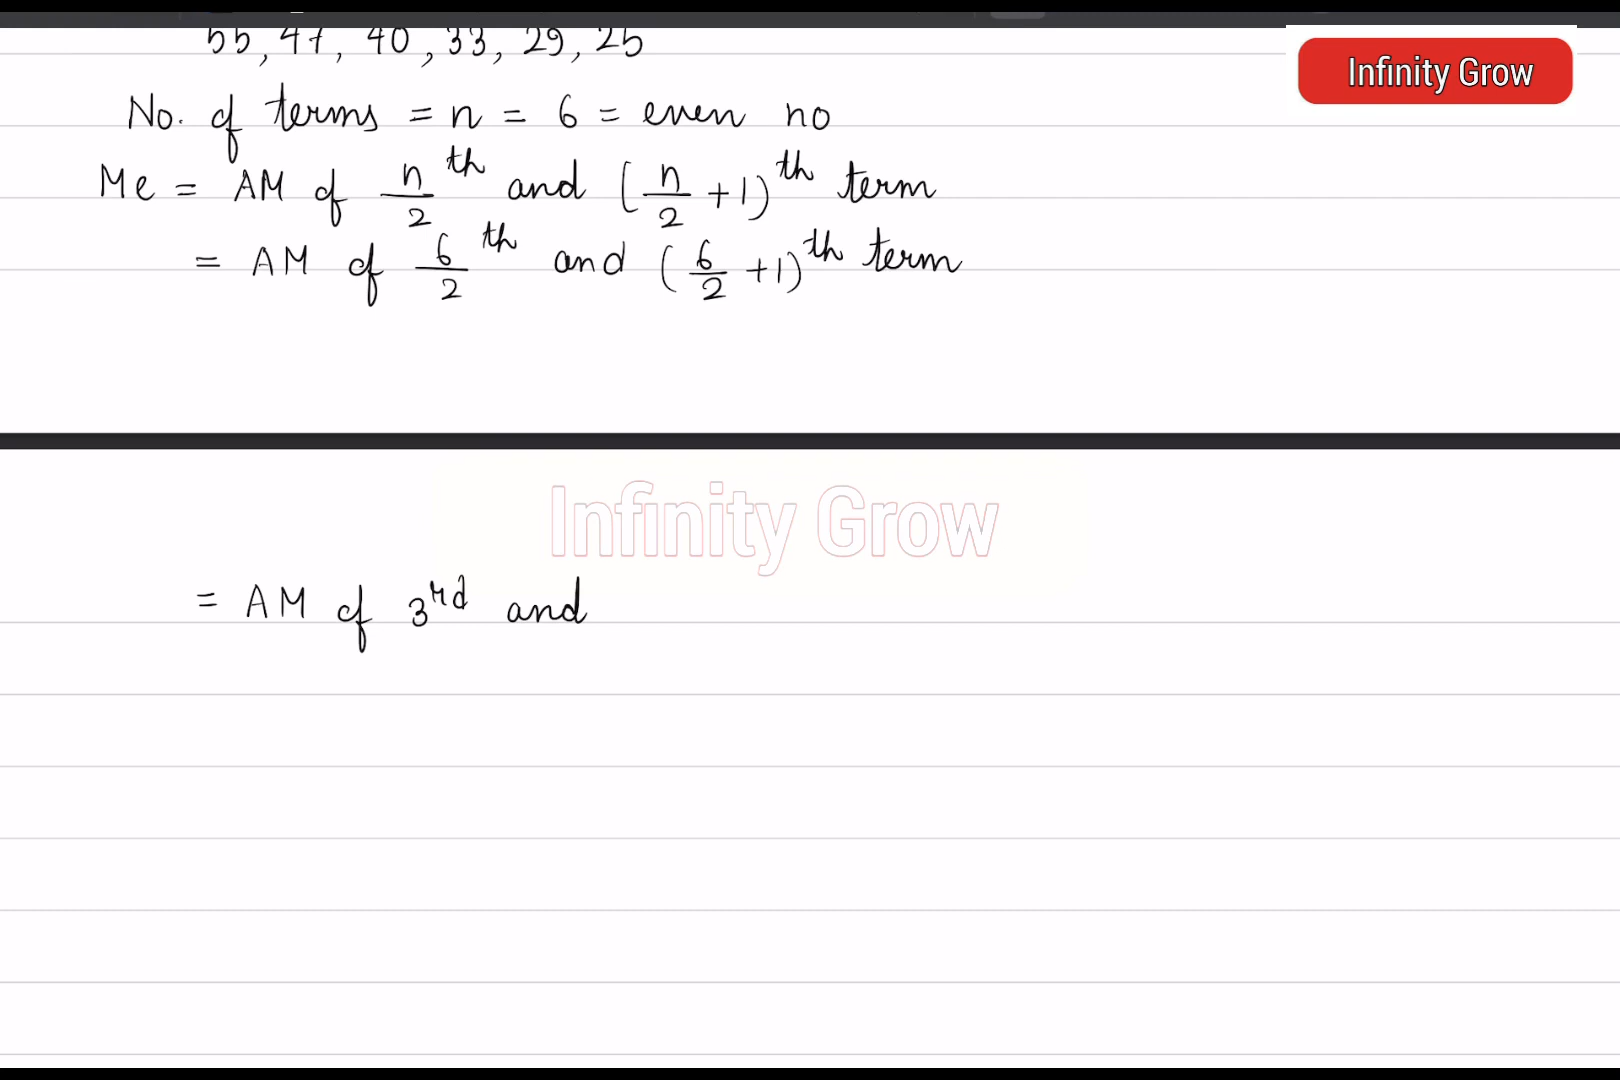 55, 47, 40, 33, 29, 25
Infinity Grow
No. of terms = n = 6 = even no
Me = AM of n/2 th and (n/2 + 1)th term
= AM of 6/2 th and (6/2 + 1)th term
Infinity Grow
= AM of 3rd and